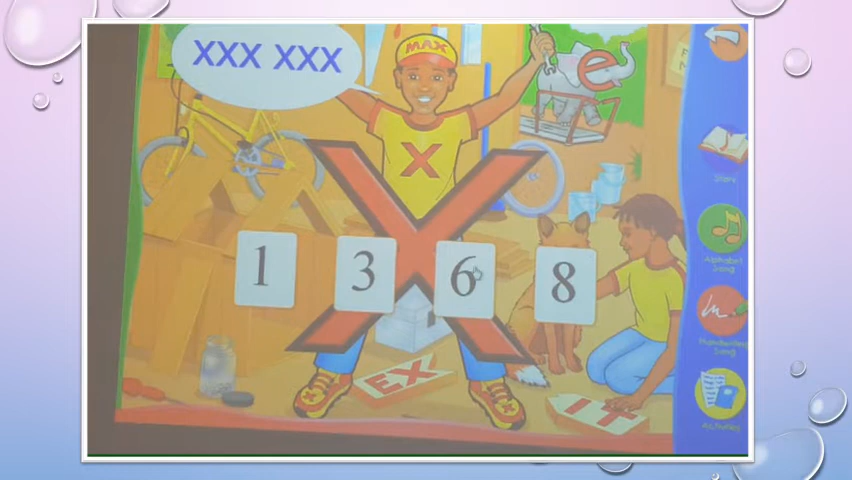 XXX XXX
MAX
e
X
X
1 3 6 8
EX
IT
Story
Alphabet
Song
Handwriting
Song
Activities